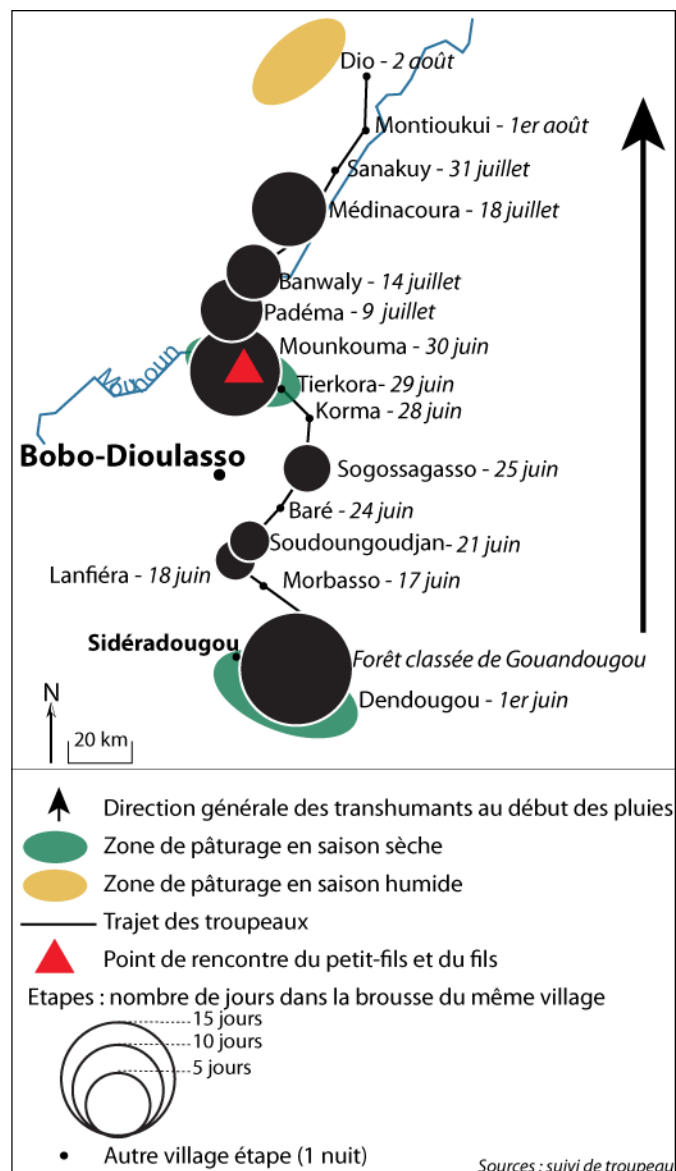 Dio - 2 août
Montioukui - 1er août
Sanakuy - 31 juillet
Médinacoura - 18 juillet
Banwaly - 14 juillet
Padéma - 9 juillet
Mounkouma - 30 juin
Mouhoun
Tierkora - 29 juin
Korma - 28 juin
Bobo-Dioulasso
Sogossagasso - 25 juin
Baré - 24 juin
Soudoungoudjan- 21 juin
Lanfiéra - 18 juin
Morbasso - 17 juin
Sidéradougou
Forêt classée de Gouandougou
Dendougou - 1er juin
N
20 km
Direction générale des transhumants au début des pluies
Zone de pâturage en saison sèche
Zone de pâturage en saison humide
Trajet des troupeaux
Point de rencontre du petit-fils et du fils
Etapes : nombre de jours dans la brousse du même village
15 jours
10 jours
5 jours
Autre village étape (1 nuit)
Sources : suivi de troupeau